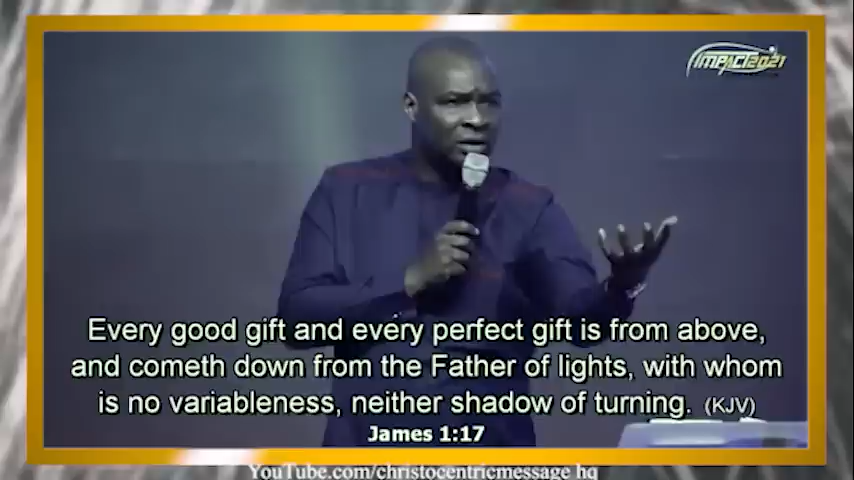 IMPACT2021
Every good gift and every perfect gift is from above,
and cometh down from the Father of lights, with whom
is no variableness, neither shadow of turning. (KJV)
James 1:17
YouTube.com/christocentricmessage hq